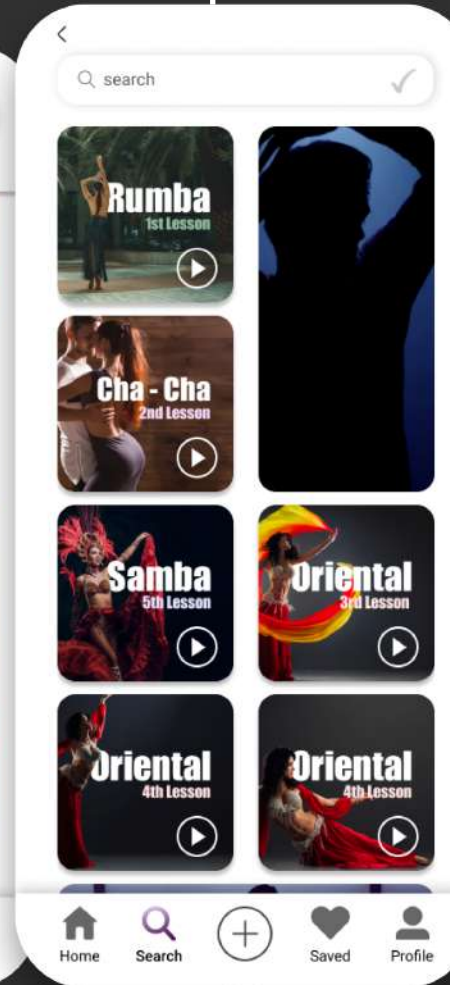 search
Rumba
1st Lesson
Cha - Cha
2nd Lesson
Samba
5th Lesson
Oriental
3rd Lesson
Oriental
4th Lesson
Oriental
4th Lesson
Home
Search
Saved
Profile